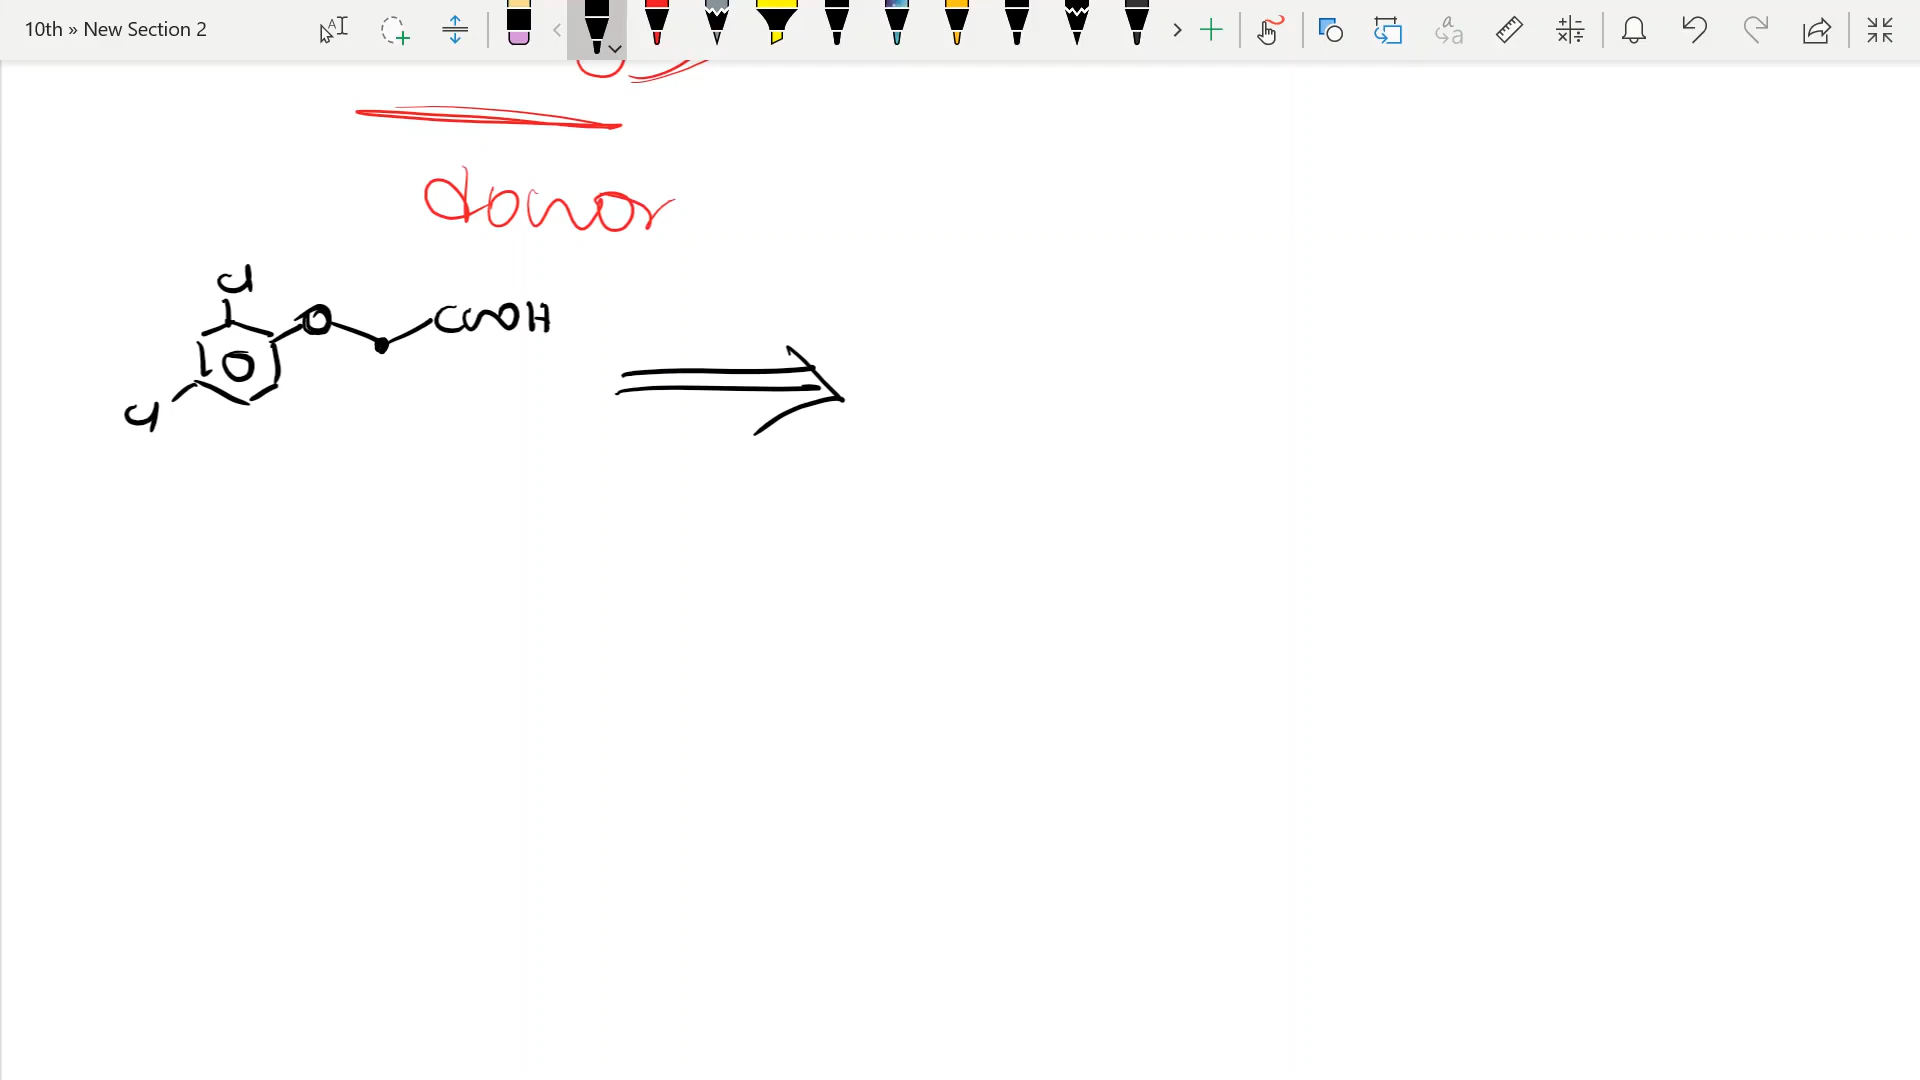 10th » New Section 2
donor
Cl
O
COOH
Cl